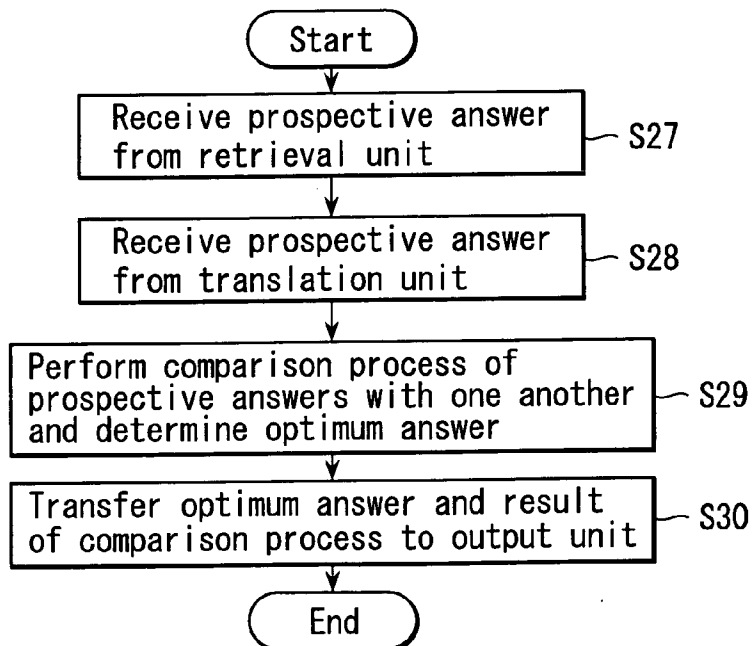 Start
Receive prospective answer
from retrieval unit
S27
Receive prospective answer
from translation unit
S28
Perform comparison process of
prospective answers with one another
and determine optimum answer
S29
Transfer optimum answer and result
of comparison process to output unit
S30
End